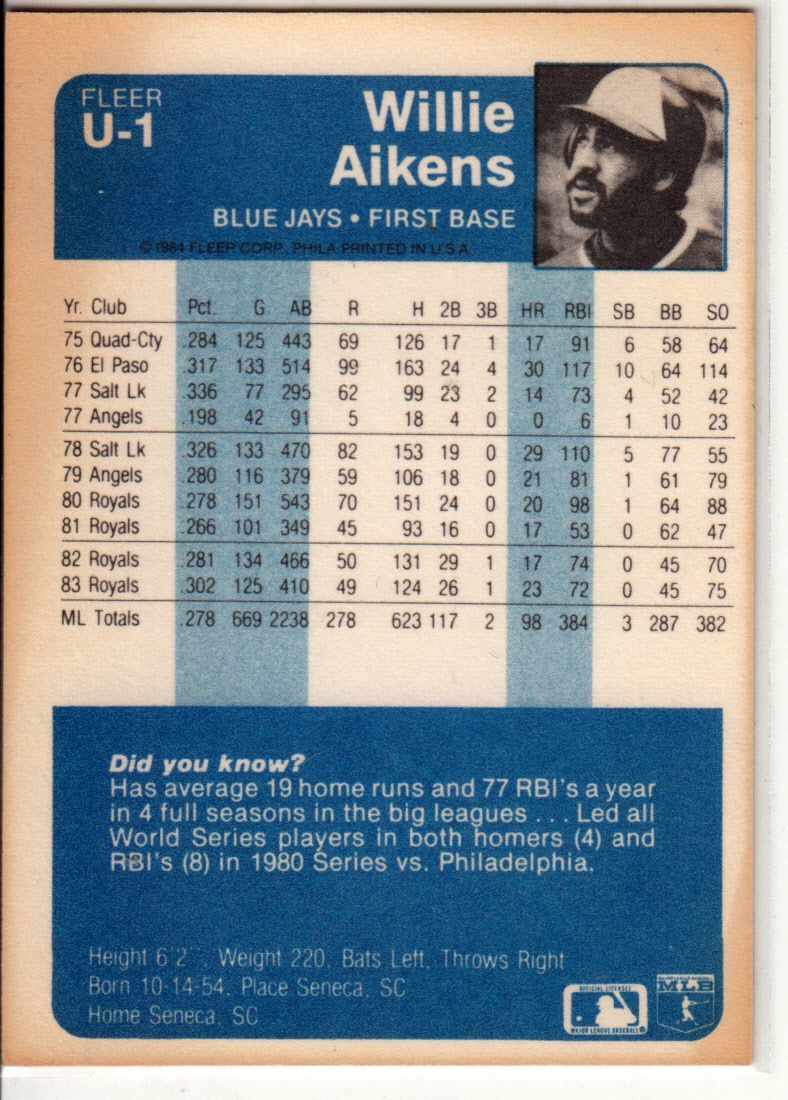 FLEER
U-1
Willie
Aikens
BLUE JAYS • FIRST BASE
© 1984 FLEER CORP. PHILA PRINTED IN U.S.A.
Yr. Club Pct. G AB R H 2B 3B HR RBI SB BB SO
75 Quad-Cty .284 125 443 69 126 17 1 17 91 6 58 64
76 El Paso .317 133 514 99 163 24 4 30 117 10 64 114
77 Salt Lk .336 77 295 62 99 23 2 14 73 4 52 42
77 Angels .198 42 91 5 18 4 0 0 6 1 10 23
78 Salt Lk .326 133 470 82 153 19 0 29 110 5 77 55
79 Angels .280 116 379 59 106 18 0 21 81 1 61 79
80 Royals .278 151 543 70 151 24 0 20 98 1 64 88
81 Royals .266 101 349 45 93 16 0 17 53 0 62 47
82 Royals .281 134 466 50 131 29 1 17 74 0 45 70
83 Royals .302 125 410 49 124 26 1 23 72 0 45 75
ML Totals .278 669 2238 278 623 117 2 98 384 3 287 382
Did you know?
Has average 19 home runs and 77 RBI's a year
in 4 full seasons in the big leagues . . . Led all
World Series players in both homers (4) and
RBI's (8) in 1980 Series vs. Philadelphia.
Height 6'2", Weight 220, Bats Left, Throws Right
Born 10-14-54, Place Seneca, SC
Home Seneca, SC
OFFICIAL LICENSEE
MAJOR LEAGUE BASEBALL
MLB